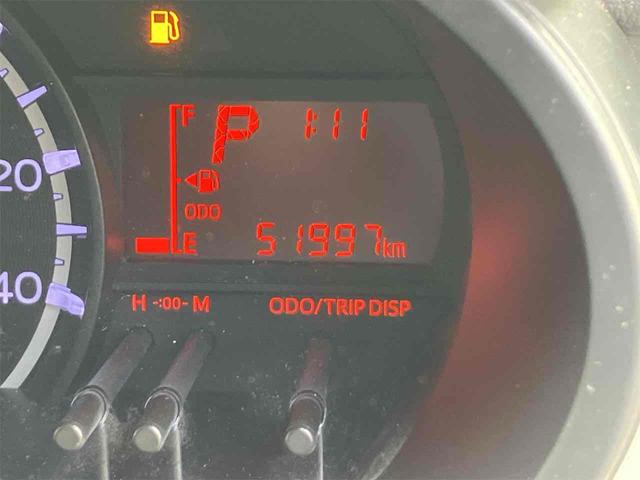 F P 1:11
20
ODO
E 51997km
40
H -:00- M ODO/TRIP DISP